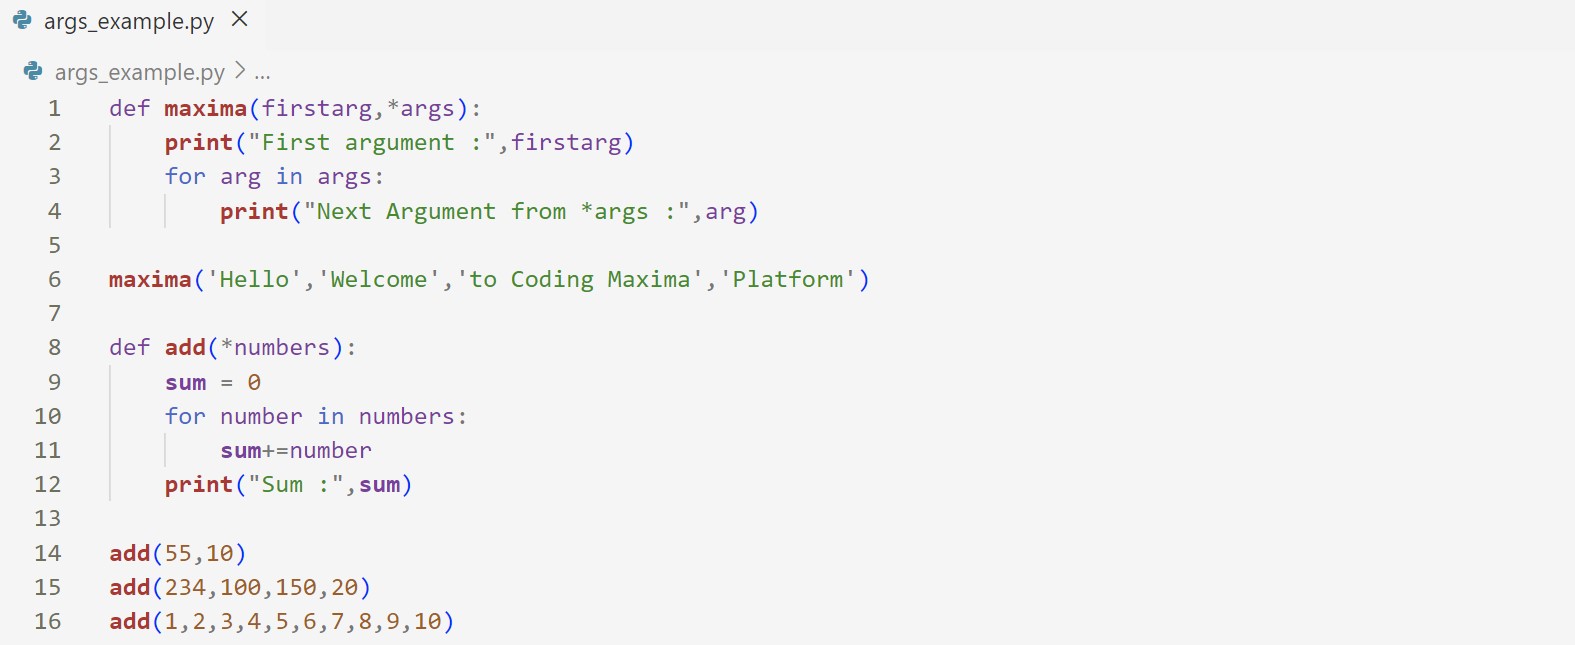 args_example.py
args_example.py > ...
1 def maxima(firstarg,*args):
2     print("First argument :",firstarg)
3     for arg in args:
4         print("Next Argument from *args :",arg)
5
6 maxima('Hello','Welcome','to Coding Maxima','Platform')
7
8 def add(*numbers):
9     sum = 0
10     for number in numbers:
11         sum+=number
12     print("Sum :",sum)
13
14 add(55,10)
15 add(234,100,150,20)
16 add(1,2,3,4,5,6,7,8,9,10)